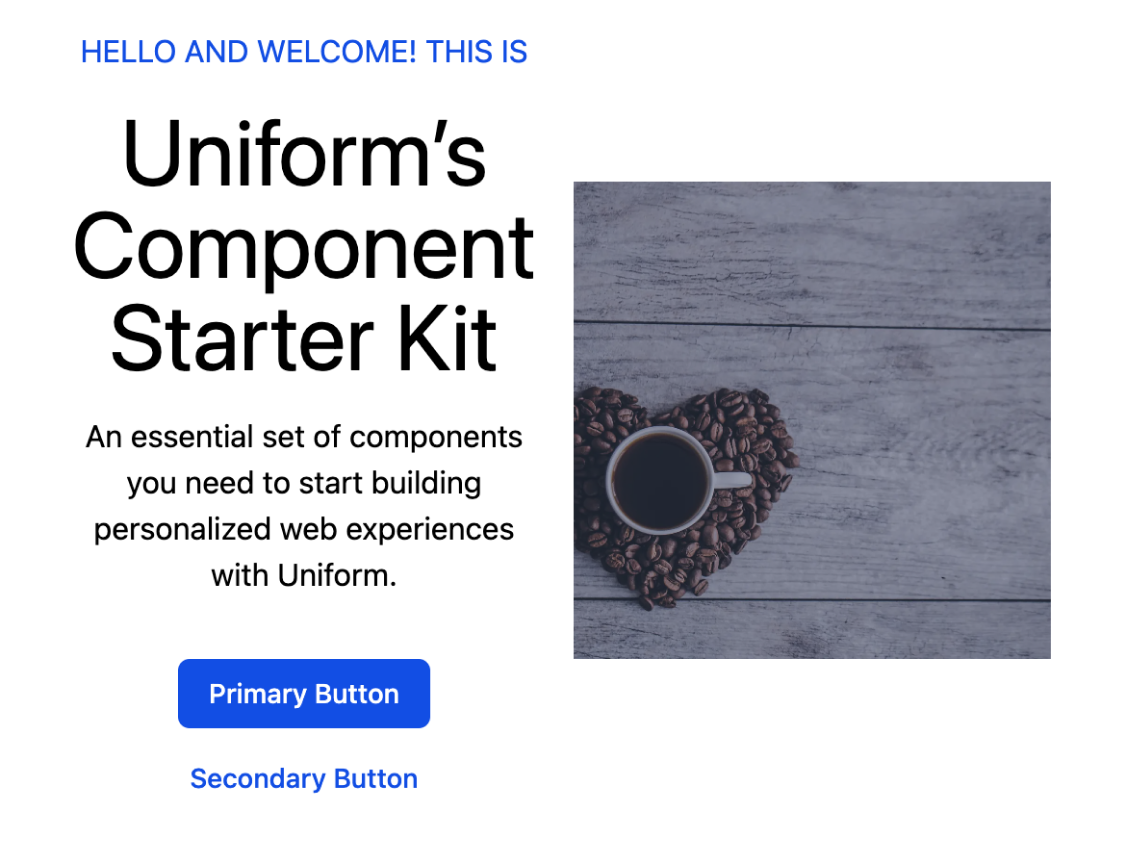 HELLO AND WELCOME! THIS IS
Uniform’s
Component
Starter Kit
An essential set of components
you need to start building
personalized web experiences
with Uniform.
Primary Button
Secondary Button